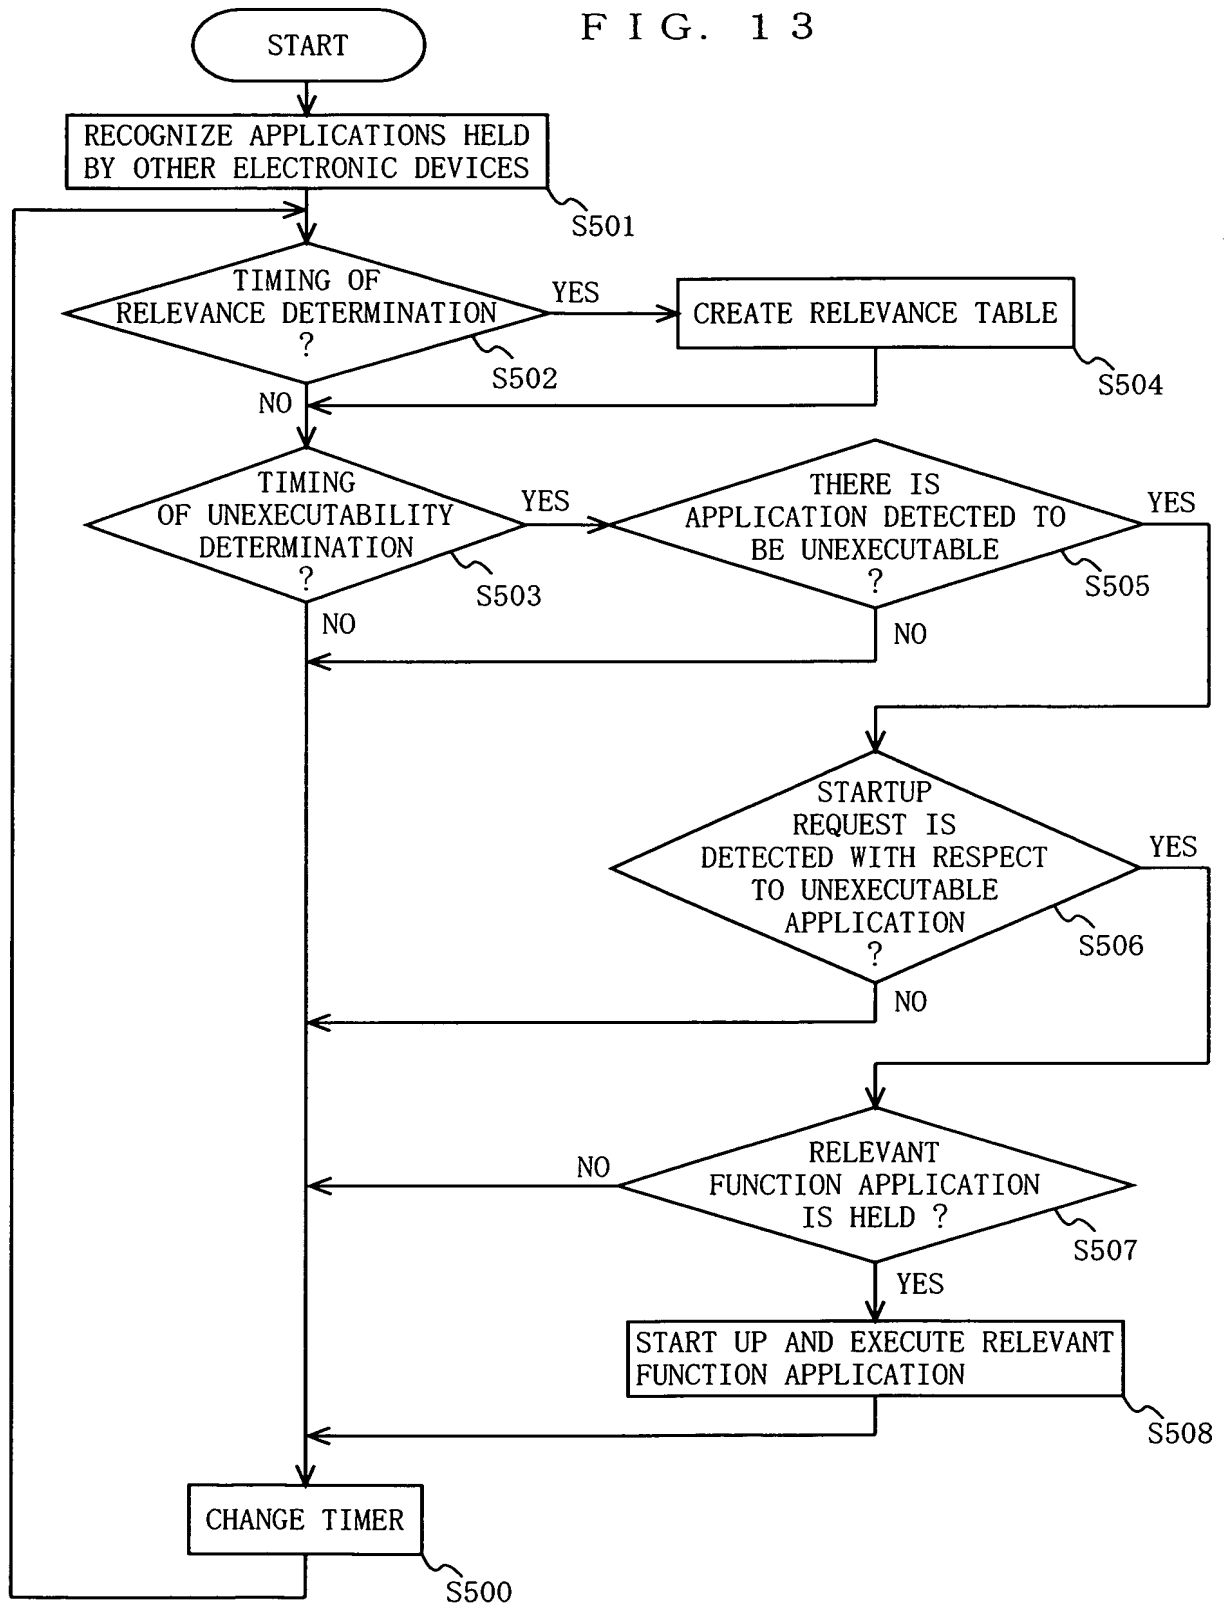 FIG. 13
START
RECOGNIZE APPLICATIONS HELD
BY OTHER ELECTRONIC DEVICES
S501
TIMING OF
RELEVANCE DETERMINATION
?
YES
S502
NO
CREATE RELEVANCE TABLE
S504
TIMING
OF UNEXECUTABILITY
DETERMINATION
?
YES
S503
NO
THERE IS
APPLICATION DETECTED TO
BE UNEXECUTABLE
?
YES
S505
NO
STARTUP
REQUEST IS
DETECTED WITH RESPECT
TO UNEXECUTABLE
APPLICATION
?
YES
S506
NO
RELEVANT
FUNCTION APPLICATION
IS HELD ?
NO
S507
YES
START UP AND EXECUTE RELEVANT
FUNCTION APPLICATION
S508
CHANGE TIMER
S500